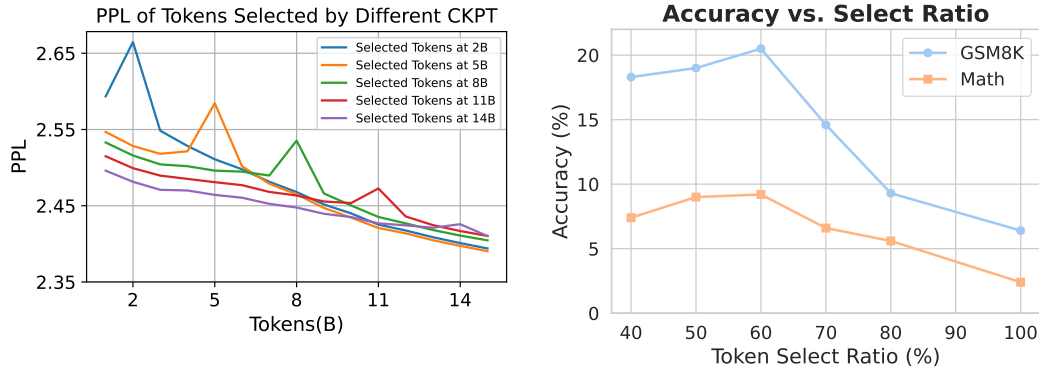 PPL of Tokens Selected by Different CKPT
2.65
2.55
2.45
2.35
PPL
Selected Tokens at 2B
Selected Tokens at 5B
Selected Tokens at 8B
Selected Tokens at 11B
Selected Tokens at 14B
2 5 8 11 14
Tokens(B)
Accuracy vs. Select Ratio
20
15
10
5
0
Accuracy (%)
GSM8K
Math
40 50 60 70 80 90 100
Token Select Ratio (%)